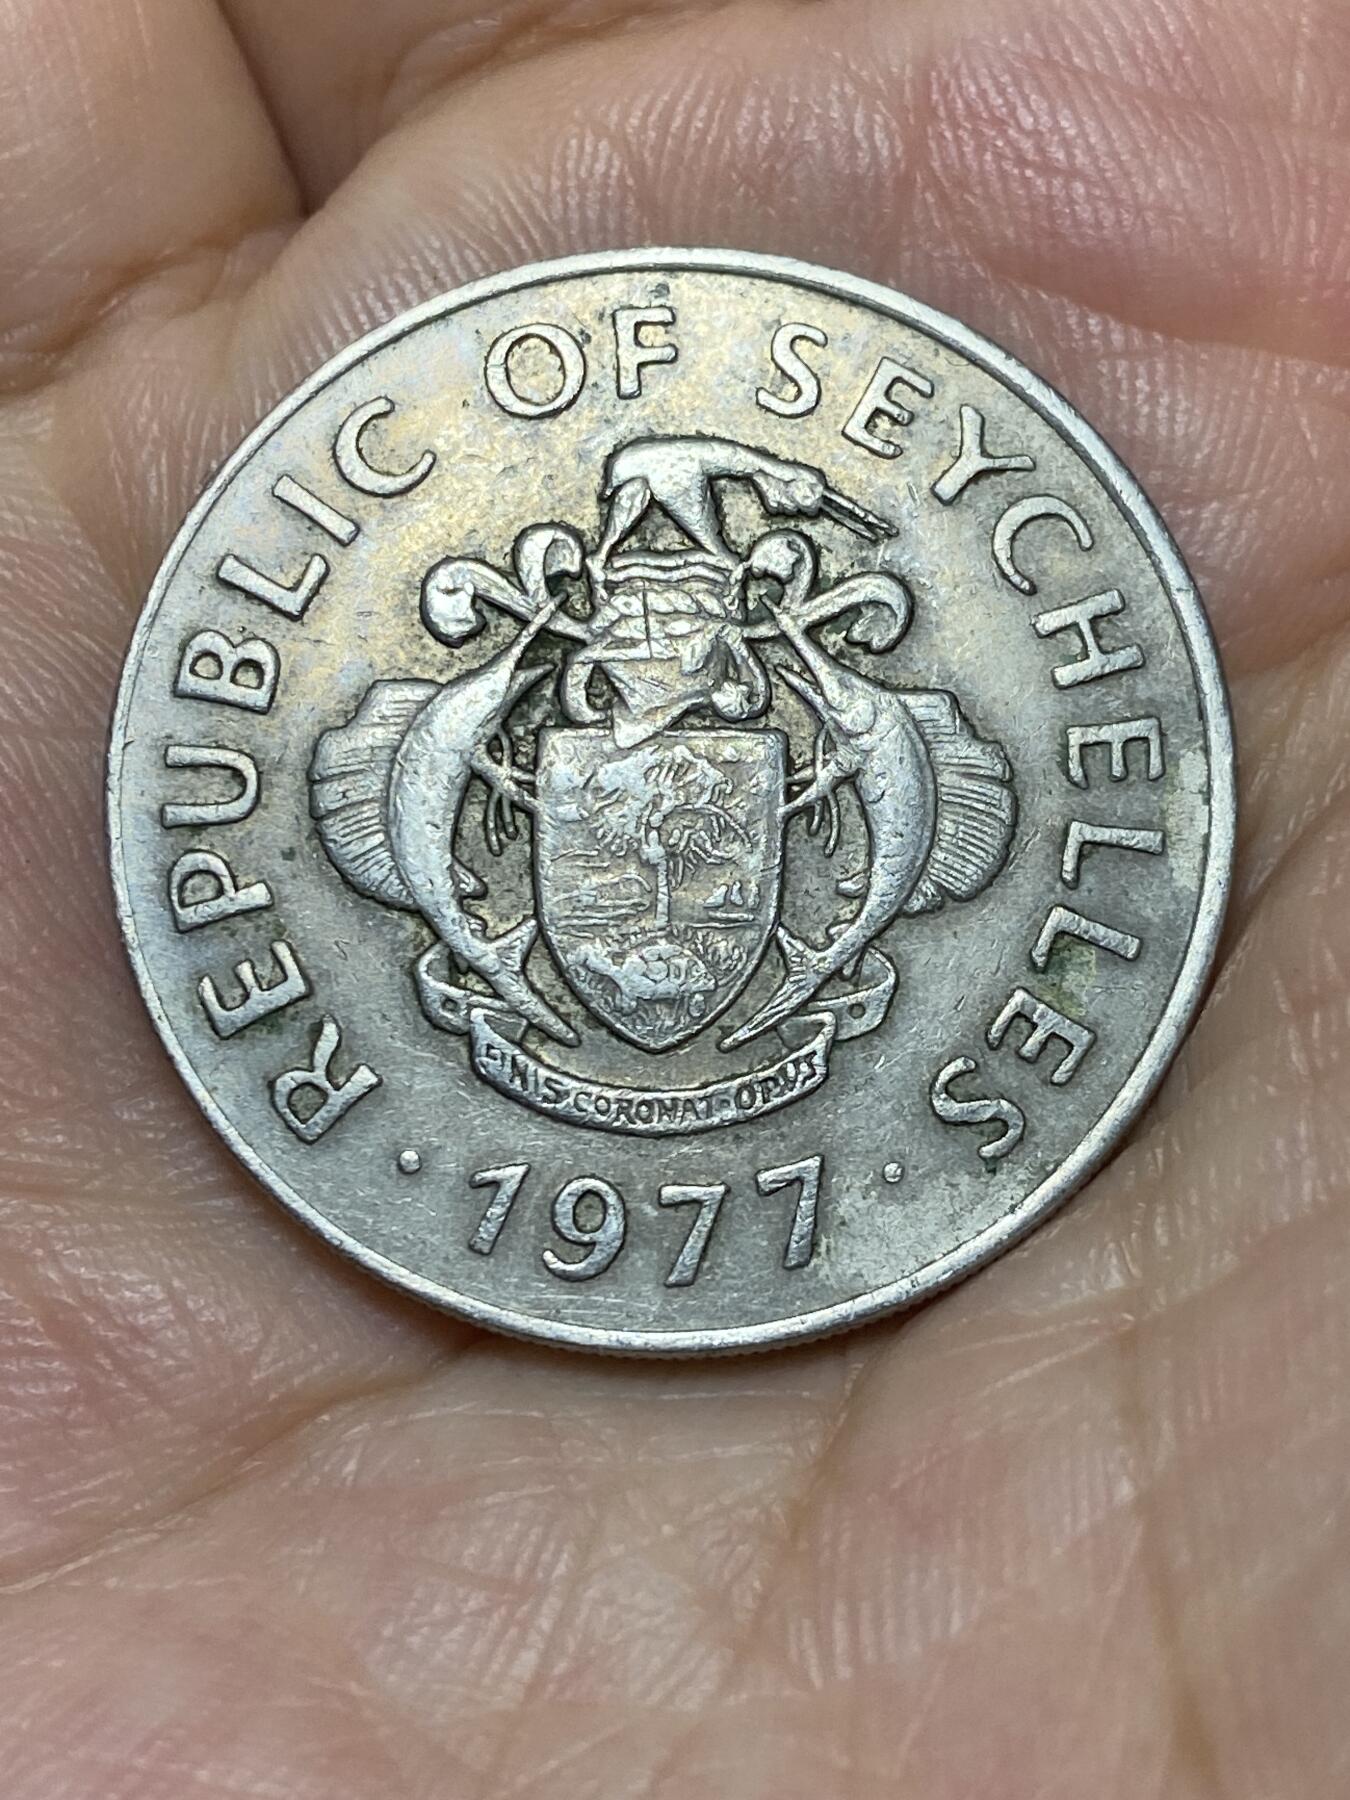 REPUBLIC OF SEYCHELLES
FINIS·CORONAT·OPUS
· 1977 ·